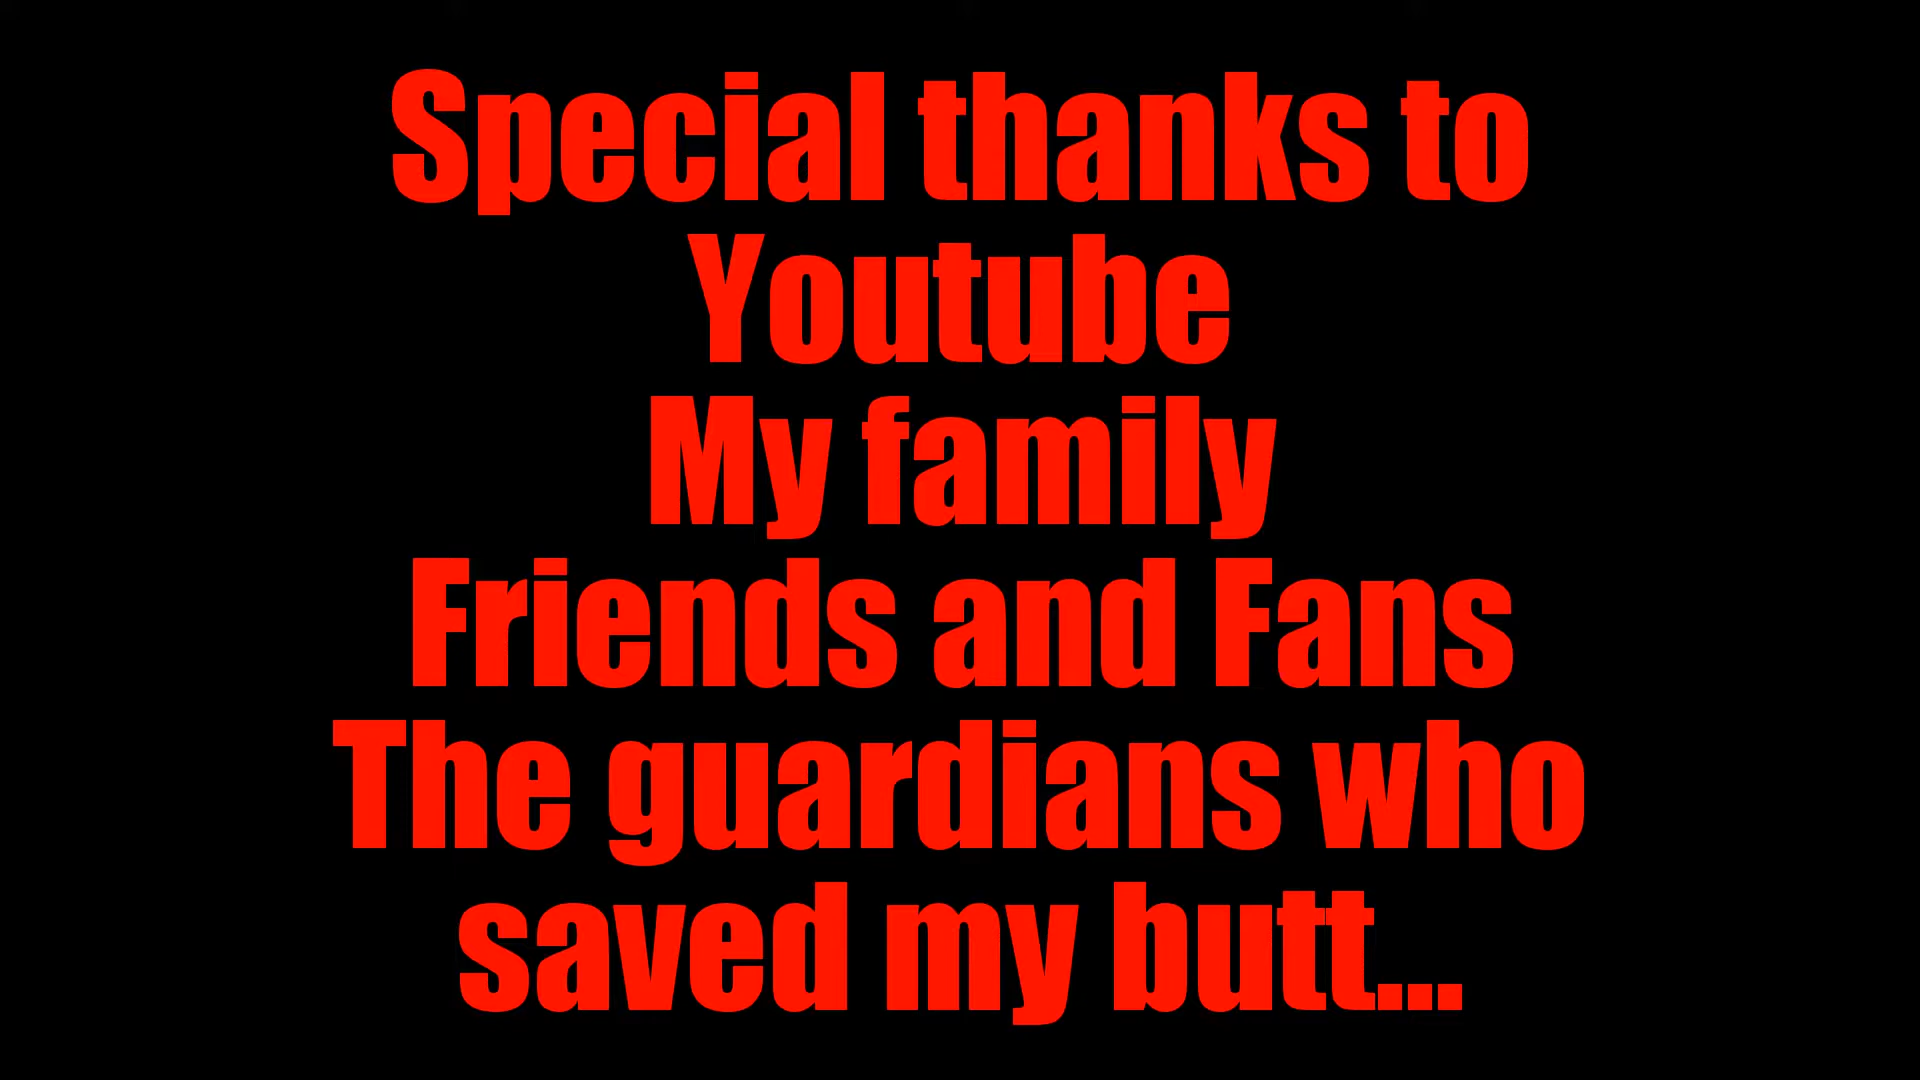 Special thanks to
Youtube
My family
Friends and Fans
The guardians who
saved my butt...